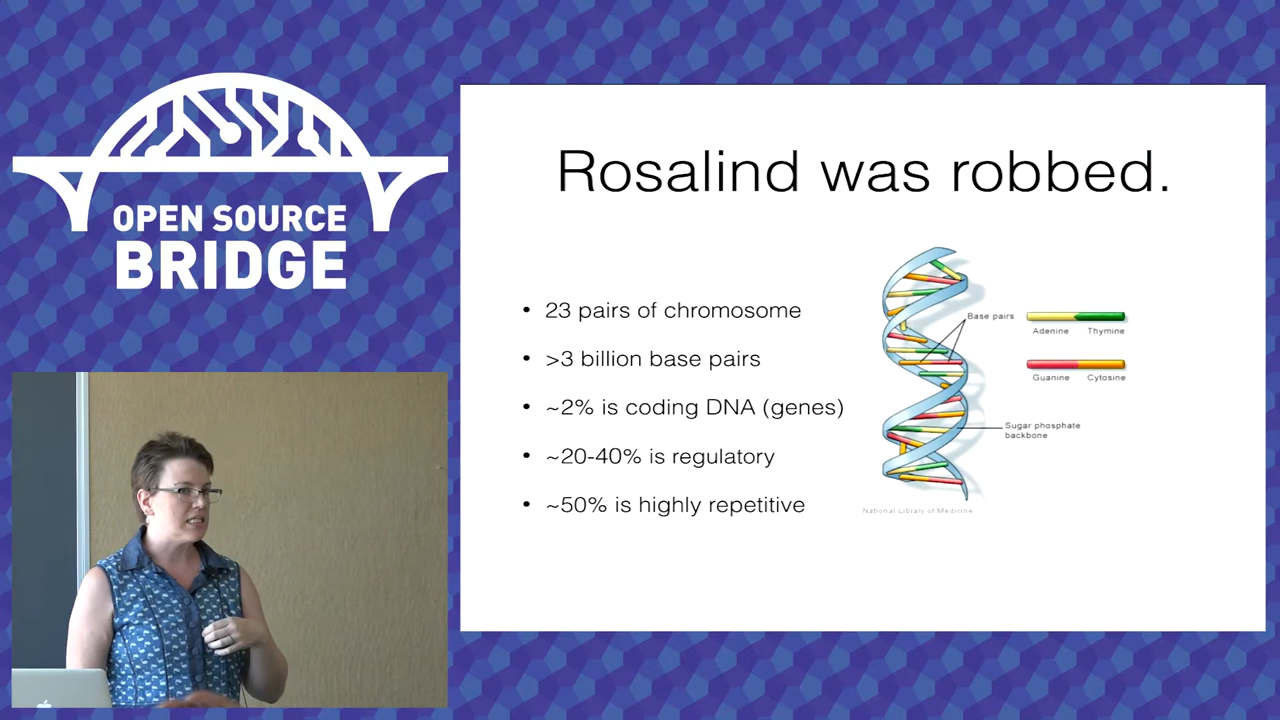 OPEN SOURCE
BRIDGE
Rosalind was robbed.
• 23 pairs of chromosome
• >3 billion base pairs
• ~2% is coding DNA (genes)
• ~20-40% is regulatory
• ~50% is highly repetitive
Base pairs
Adenine Thymine
Guanine Cytosine
Sugar phosphate
backbone
National Library of Medicine